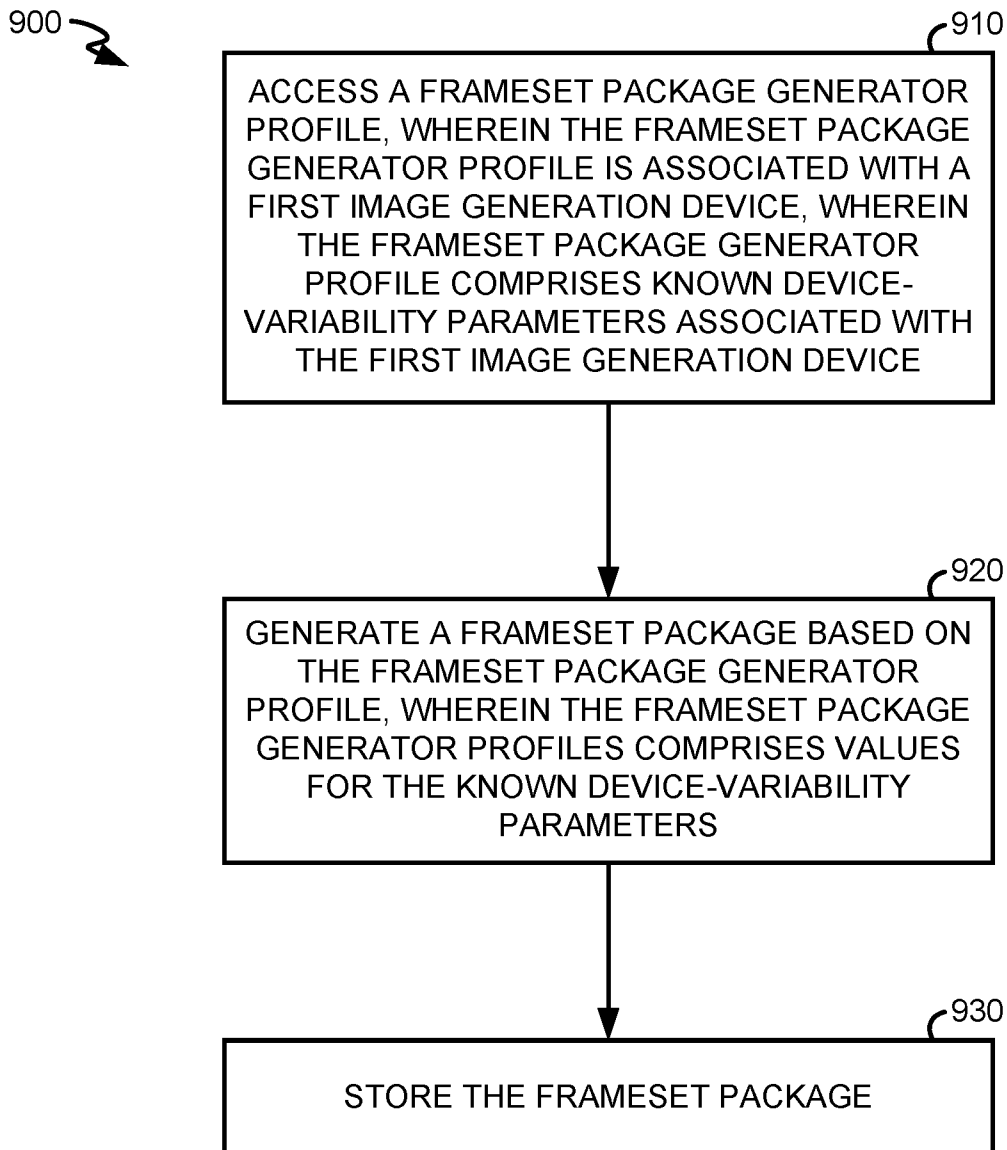 900
910
ACCESS A FRAMESET PACKAGE GENERATOR
PROFILE, WHEREIN THE FRAMESET PACKAGE
GENERATOR PROFILE IS ASSOCIATED WITH A
FIRST IMAGE GENERATION DEVICE, WHEREIN
THE FRAMESET PACKAGE GENERATOR
PROFILE COMPRISES KNOWN DEVICE-
VARIABILITY PARAMETERS ASSOCIATED WITH
THE FIRST IMAGE GENERATION DEVICE
920
GENERATE A FRAMESET PACKAGE BASED ON
THE FRAMESET PACKAGE GENERATOR
PROFILE, WHEREIN THE FRAMESET PACKAGE
GENERATOR PROFILES COMPRISES VALUES
FOR THE KNOWN DEVICE-VARIABILITY
PARAMETERS
930
STORE THE FRAMESET PACKAGE